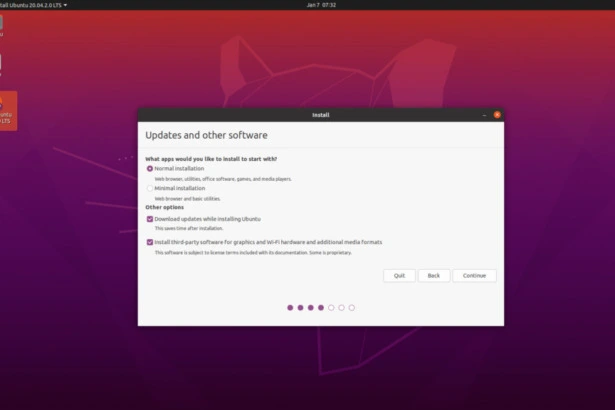 tall Ubuntu 20.04.2.0 LTS
Jan 7 07:32
untu
LTS
Install
Updates and other software
What apps would you like to install to start with?
Normal installation
Web browser, utilities, office software, games, and media players.
Minimal installation
Web browser and basic utilities.
Other options
Download updates while installing Ubuntu
This saves time after installation.
Install third-party software for graphics and Wi-Fi hardware and additional media formats
This software is subject to license terms included with its documentation. Some is proprietary.
Quit
Back
Continue